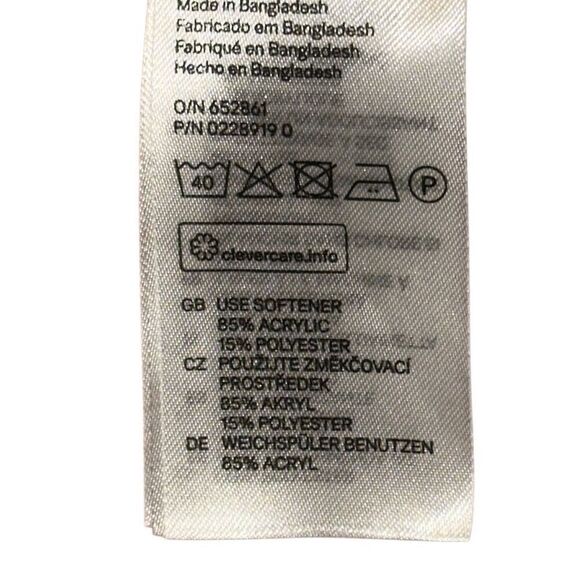 Made in Bangladesh
Fabricado em Bangladesh
Fabriqué en Bangladesh
Hecho en Bangladesh
O/N 652861
P/N 0228919 0
40
P
clevercare.info
GB USE SOFTENER
85% ACRYLIC
15% POLYESTER
CZ POUŽIJTE ZMĚKČOVACÍ
PROSTŘEDEK
85% AKRYL
15% POLYESTER
DE WEICHSPÜLER BENUTZEN
85% ACRYL